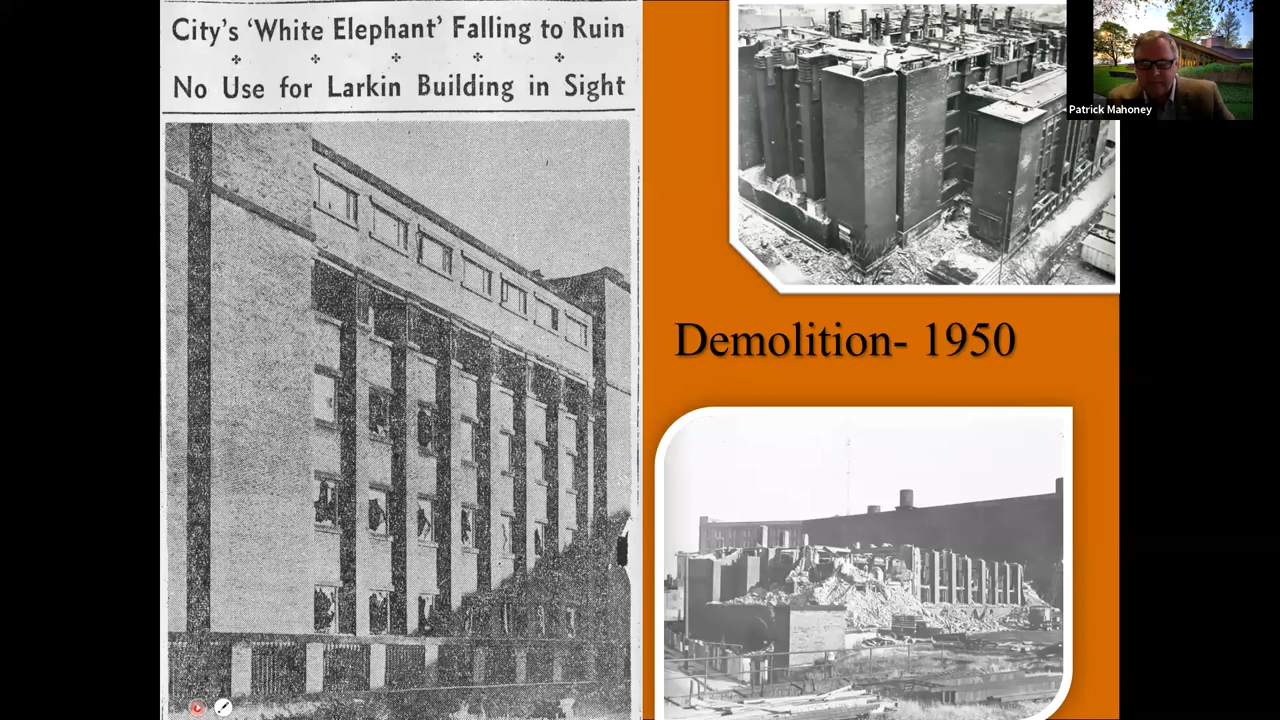 City's 'White Elephant' Falling to Ruin
No Use for Larkin Building in Sight
Patrick Mahoney
Demolition- 1950